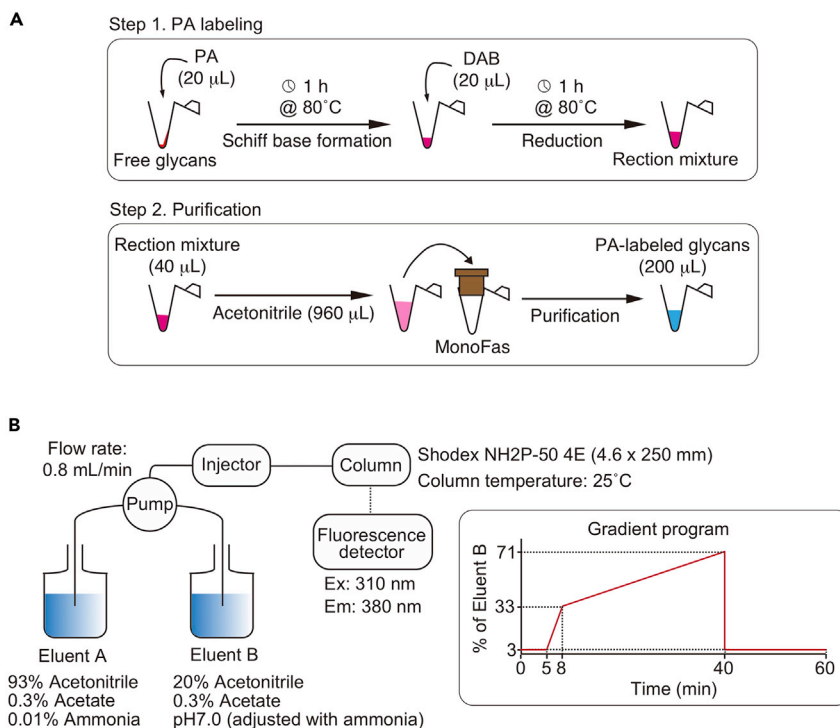 A
Step 1. PA labeling
PA
(20 μL)
1 h
@ 80˚C
Schiff base formation
DAB
(20 μL)
1 h
@ 80˚C
Reduction
Free glycans
Rection mixture
Step 2. Purification
Rection mixture
(40 μL)
Acetonitrile (960 μL)
MonoFas
Purification
PA-labeled glycans
(200 μL)
B
Flow rate:
0.8 mL/min
Pump
Injector
Column
Shodex NH2P-50 4E (4.6 x 250 mm)
Column temperature: 25˚C
Fluorescence
detector
Ex: 310 nm
Em: 380 nm
Eluent A
93% Acetonitrile
0.3% Acetate
0.01% Ammonia
Eluent B
20% Acetonitrile
0.3% Acetate
pH7.0 (adjusted with ammonia)
Gradient program
% of Eluent B
71
33
3
0 5 8 40 60
Time (min)